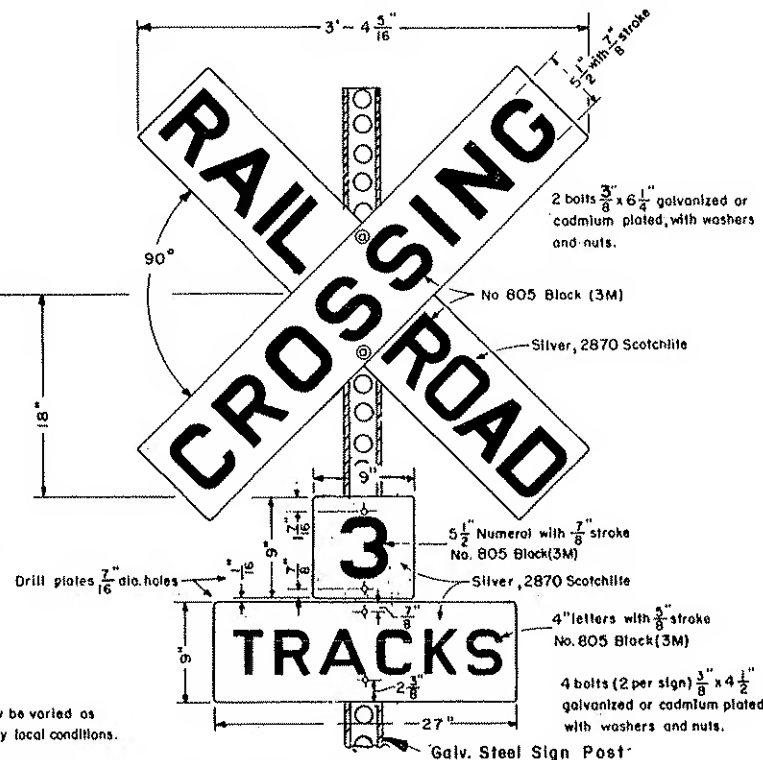 3' - 4 5/16"
5 1/2" with 7/8" stroke
RAIL
CROSSING
ROAD
90°
2 bolts 3/8" x 6 1/4" galvanized or
cadmium plated, with washers
and nuts.
No 805 Black (3M)
Silver, 2870 Scotchlite
18"
9"
3
5 1/2" Numeral with 7/8" stroke
No. 805 Black (3M)
9"
1 7/16"
7/8"
1/16"
Drill plates 7/16" dia. holes
Silver, 2870 Scotchlite
7/8"
TRACKS
4" letters with 5/8" stroke
No. 805 Black (3M)
9"
2 3/8"
27"
4 bolts (2 per sign) 3/8" x 4 1/2"
galvanized or cadmium plated
with washers and nuts.
be varied as
y local conditions.
Galv. Steel Sign Post